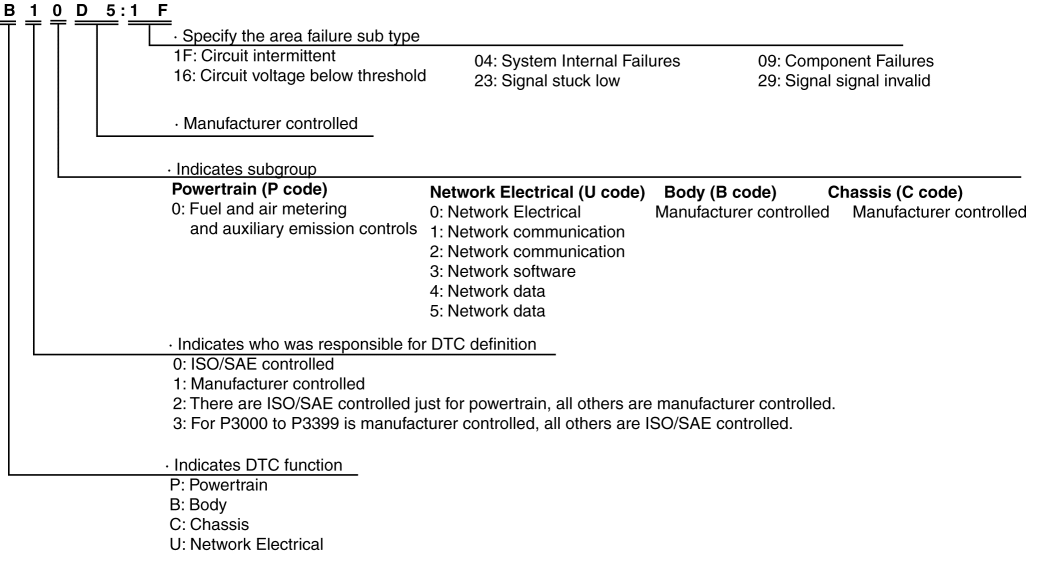 B 1 0 D 5:1 F
· Specify the area failure sub type
1F: Circuit intermittent 04: System Internal Failures 09: Component Failures
16: Circuit voltage below threshold 23: Signal stuck low 29: Signal signal invalid
· Manufacturer controlled
· Indicates subgroup
Powertrain (P code) Network Electrical (U code) Body (B code) Chassis (C code)
0: Fuel and air metering 0: Network Electrical Manufacturer controlled Manufacturer controlled
and auxiliary emission controls 1: Network communication
2: Network communication
3: Network software
4: Network data
5: Network data
· Indicates who was responsible for DTC definition
0: ISO/SAE controlled
1: Manufacturer controlled
2: There are ISO/SAE controlled just for powertrain, all others are manufacturer controlled.
3: For P3000 to P3399 is manufacturer controlled, all others are ISO/SAE controlled.
· Indicates DTC function
P: Powertrain
B: Body
C: Chassis
U: Network Electrical